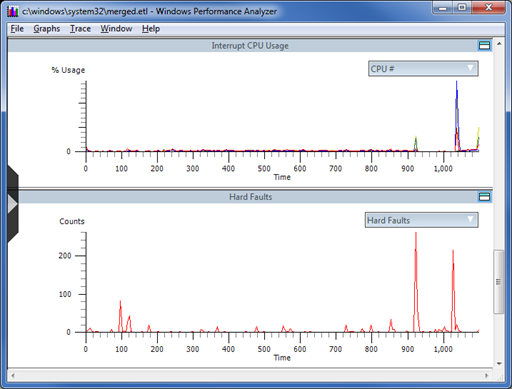 c:\windows\system32\merged.etl - Windows Performance Analyzer
File Graphs Trace Window Help
Interrupt CPU Usage
% Usage
CPU #
0
0 100 200 300 400 500 600 700 800 900 1,000
Time
Hard Faults
Counts
Hard Faults
200
100
0
0 100 200 300 400 500 600 700 800 900 1,000
Time